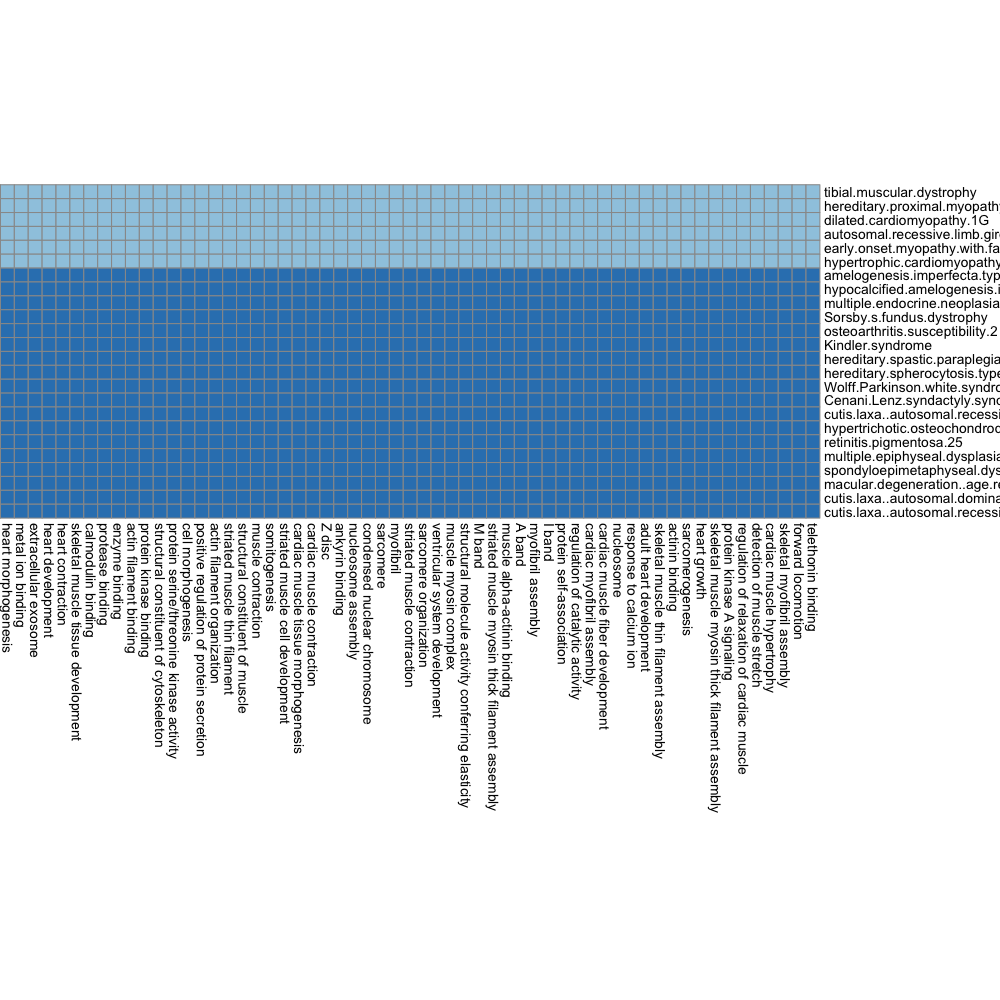 tibial.muscular.dystrophy
hereditary.proximal.myopath
dilated.cardiomyopathy.1G
autosomal.recessive.limb.gir
early.onset.myopathy.with.fa
hypertrophic.cardiomyopathy
amelogenesis.imperfecta.typ
hypocalcified.amelogenesis.i
multiple.endocrine.neoplasia
Sorsby.s.fundus.dystrophy
osteoarthritis.susceptibility.2
Kindler.syndrome
hereditary.spastic.paraplegia
hereditary.spherocytosis.type
Wolff.Parkinson.white.syndro
Cenani.Lenz.syndactyly.sync
cutis.laxa..autosomal.recessi
hypertrichotic.osteochondrod
retinitis.pigmentosa.25
multiple.epiphyseal.dysplasia
spondyloepimetaphyseal.dys
macular.degeneration..age.re
cutis.laxa..autosomal.domina
cutis.laxa..autosomal.recessi
heart morphogenesis
metal ion binding
extracellular exosome
heart development
heart contraction
skeletal muscle tissue development
calmodulin binding
protease binding
enzyme binding
actin filament binding
protein kinase binding
structural constituent of cytoskeleton
protein serine/threonine kinase activity
cell morphogenesis
positive regulation of protein secretion
actin filament organization
striated muscle thin filament
structural constituent of muscle
muscle contraction
somitogenesis
striated muscle cell development
cardiac muscle tissue morphogenesis
cardiac muscle contraction
Z disc
ankyrin binding
nucleosome assembly
condensed nuclear chromosome
sarcomere
myofibril
striated muscle contraction
sarcomere organization
ventricular system development
muscle myosin complex
structural molecule activity conferring elasticity
M band
striated muscle myosin thick filament assembly
muscle alpha-actinin binding
A band
myofibril assembly
I band
protein self-association
regulation of catalytic activity
cardiac myofibril assembly
cardiac muscle fiber development
nucleosome
response to calcium ion
adult heart development
skeletal muscle thin filament assembly
actinin binding
sarcomerogenesis
heart growth
skeletal muscle myosin thick filament assembly
protein kinase A signaling
regulation of relaxation of cardiac muscle
detection of muscle stretch
cardiac muscle hypertrophy
skeletal myofibril assembly
forward locomotion
telethonin binding